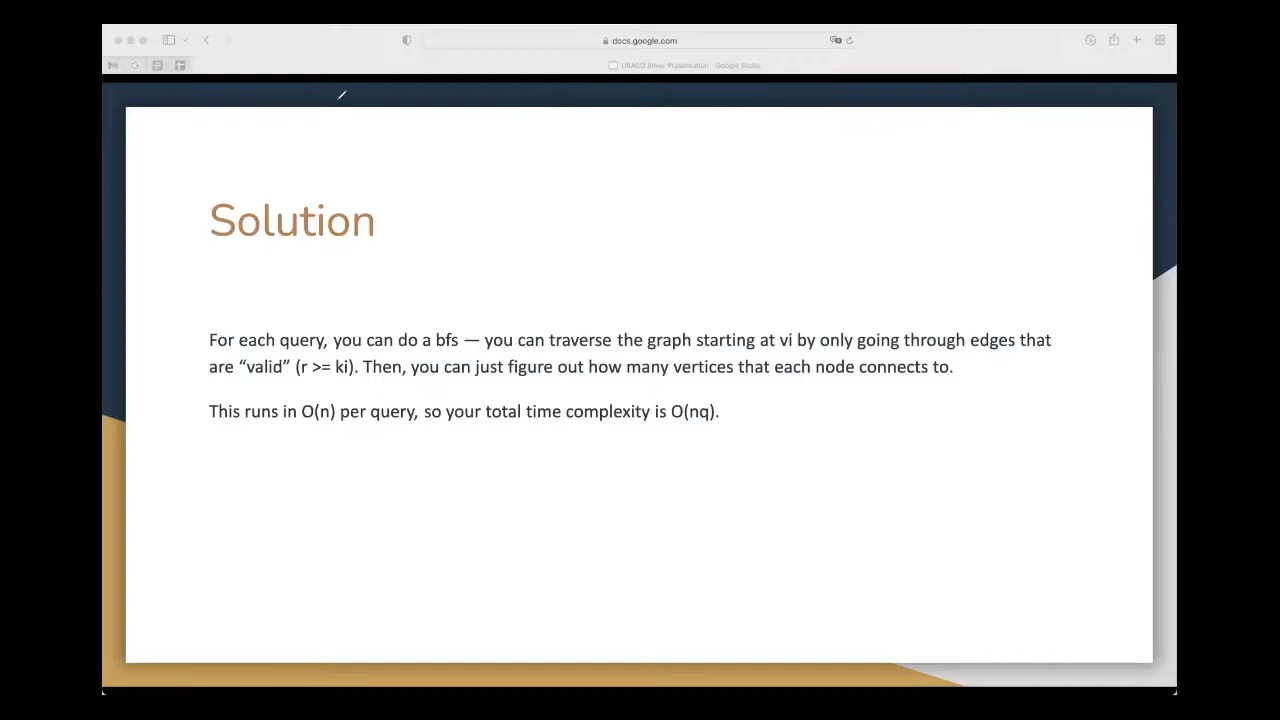 docs.google.com
USACO Silver Presentation - Google Slides
Solution
For each query, you can do a bfs — you can traverse the graph starting at vi by only going through edges that
are “valid” (r >= ki). Then, you can just figure out how many vertices that each node connects to.
This runs in O(n) per query, so your total time complexity is O(nq).